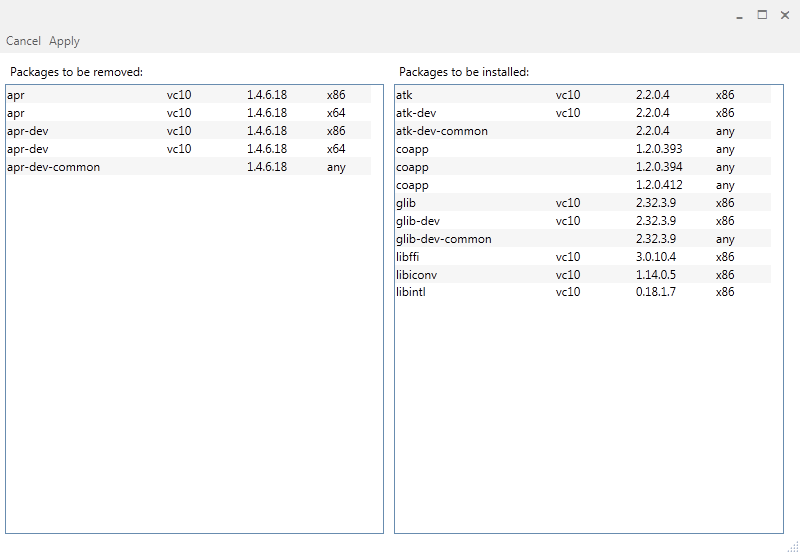 Cancel Apply
Packages to be removed:
apr vc10 1.4.6.18 x86
apr vc10 1.4.6.18 x64
apr-dev vc10 1.4.6.18 x86
apr-dev vc10 1.4.6.18 x64
apr-dev-common 1.4.6.18 any
Packages to be installed:
atk vc10 2.2.0.4 x86
atk-dev vc10 2.2.0.4 x86
atk-dev-common 2.2.0.4 any
coapp 1.2.0.393 any
coapp 1.2.0.394 any
coapp 1.2.0.412 any
glib vc10 2.32.3.9 x86
glib-dev vc10 2.32.3.9 x86
glib-dev-common 2.32.3.9 any
libffi vc10 3.0.10.4 x86
libiconv vc10 1.14.0.5 x86
libintl vc10 0.18.1.7 x86